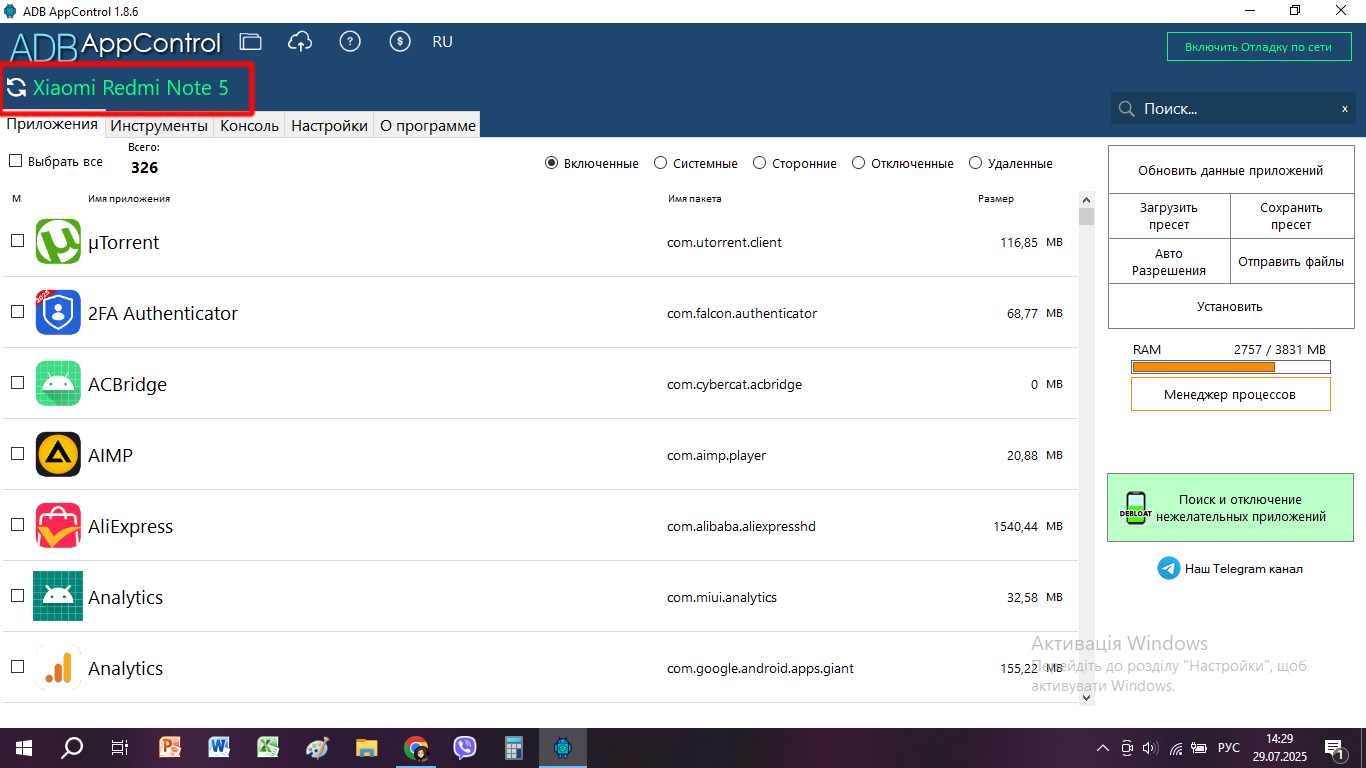 ADB AppControl 1.8.6
ADB AppControl
RU
Включить Отладку по сети
Xiaomi Redmi Note 5
Поиск...
x
Приложения
Инструменты
Консоль
Настройки
О программе
Выбрать все
Всего:
326
Включенные
Системные
Сторонние
Отключенные
Удаленные
М
Имя приложения
Имя пакета
Размер
µTorrent
com.utorrent.client
116,85 MB
2FA Authenticator
com.falcon.authenticator
68,77 MB
ACBridge
com.cybercat.acbridge
0 MB
AIMP
com.aimp.player
20,88 MB
AliExpress
com.alibaba.aliexpresshd
1540,44 MB
Analytics
com.miui.analytics
32,58 MB
Analytics
com.google.android.apps.giant
155,22 MB
Обновить данные приложений
Загрузить
пресет
Сохранить
пресет
Авто
Разрешения
Отправить файлы
Установить
RAM
2757 / 3831 MB
Менеджер процессов
DEBLOAT
Поиск и отключение
нежелательных приложений
Наш Telegram канал
Активація Windows
Перейдіть до розділу "Настройки", щоб
активувати Windows.
РУС
14:29
29.07.2025
1